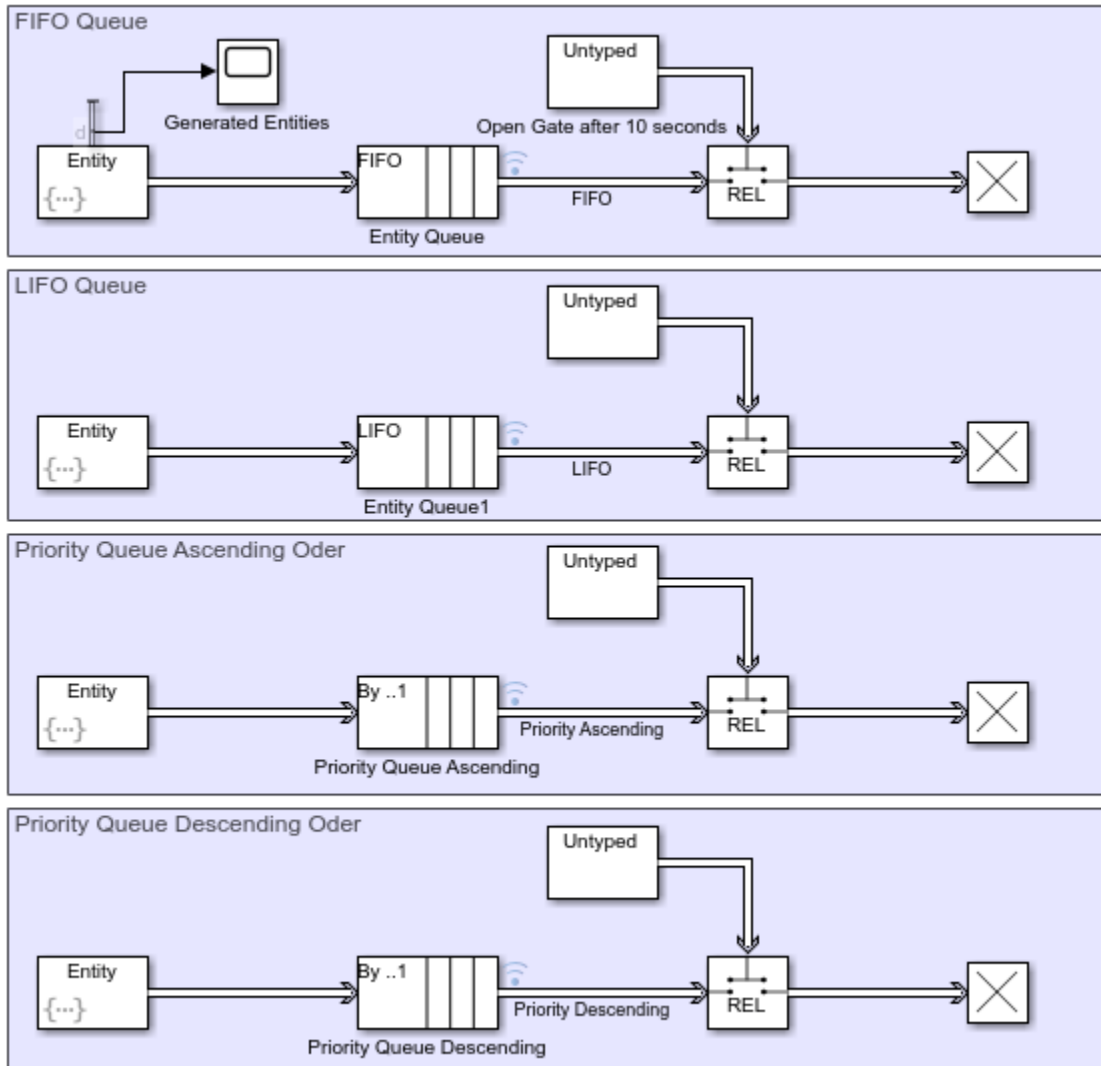 FIFO Queue
Untyped
Generated Entities
Open Gate after 10 seconds
d
Entity
{...}
FIFO
FIFO
REL
Entity Queue
LIFO Queue
Untyped
Entity
{...}
LIFO
LIFO
REL
Entity Queue1
Priority Queue Ascending Oder
Untyped
Entity
{...}
By ..1
Priority Ascending
REL
Priority Queue Ascending
Priority Queue Descending Oder
Untyped
Entity
{...}
By ..1
Priority Descending
REL
Priority Queue Descending